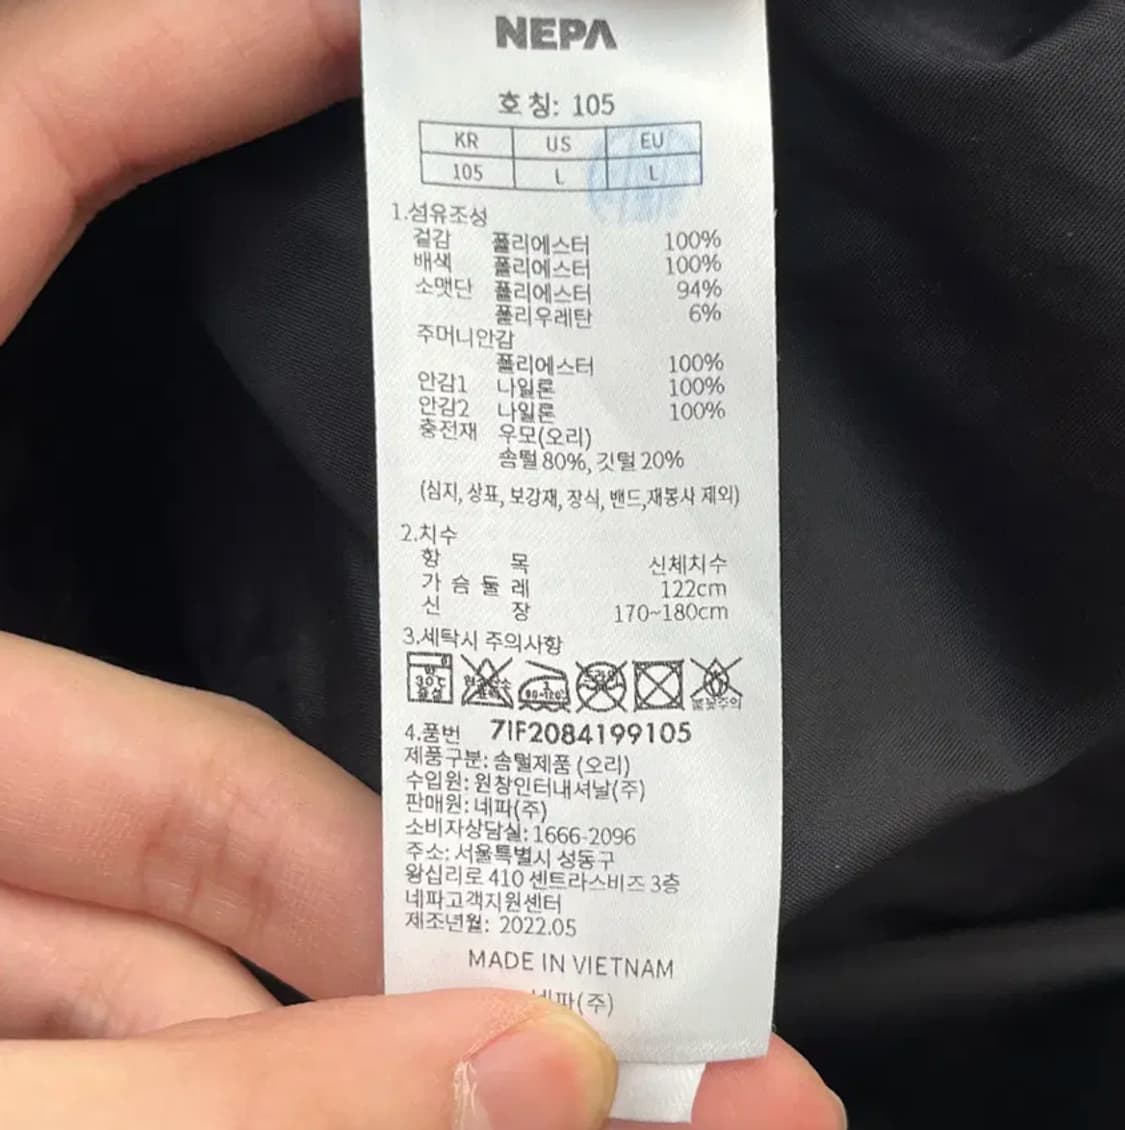 NEPA
호 칭: 105
KR US EU
105 L L
1.섬유조성
겉감 폴리에스터 100%
배색 폴리에스터 100%
소맷단 폴리에스터 94%
폴리우레탄 6%
주머니안감
폴리에스터 100%
안감1 나일론 100%
안감2 나일론 100%
충전재 우모(오리)
솜털 80%, 깃털 20%
(심지, 상표, 보강재, 장식, 밴드,재봉사 제외)
2.치수
항 목 신체치수
가 슴 둘 레 122cm
신 장 170~180cm
3.세탁시 주의사항
30℃
불꽃주의
4.품번 7IF2084199105
제품구분: 솜털제품 (오리)
수입원: 원창인터내셔날(주)
판매원: 네파(주)
소비자상담실: 1666-2096
주소: 서울특별시 성동구
왕십리로 410 센트라스비즈 3층
네파고객지원센터
제조년월: 2022.05
MADE IN VIETNAM
네파(주)